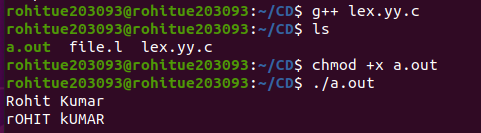 rohitue203093@rohitue203093:~/CD$ g++ lex.yy.c
rohitue203093@rohitue203093:~/CD$ ls
a.out  file.l  lex.yy.c
rohitue203093@rohitue203093:~/CD$ chmod +x a.out
rohitue203093@rohitue203093:~/CD$ ./a.out
Rohit Kumar
rOHIT kUMAR